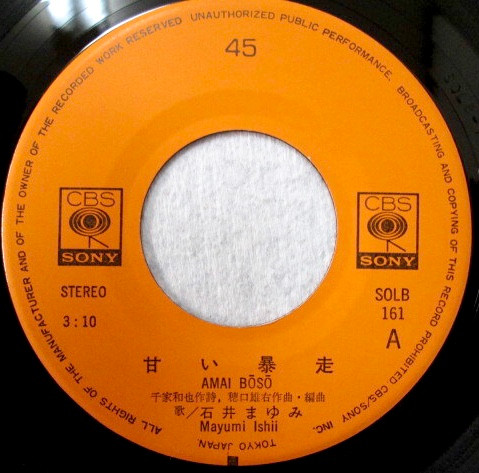 ALL RIGHTS OF THE MANUFACTURER AND OF THE OWNER OF THE RECORDED WORK RESERVED UNAUTHORIZED PUBLIC PERFORMANCE, BROADCASTING AND COPYING OF THIS RECORD PROHIBITED CBS/SONY INC. TOKYO JAPAN
45
CBS
SONY
CBS
SONY
STEREO
3:10
SOLB
161
A
甘い暴走
AMAI BŌSŌ
千家和也作詩，穂口雄右作曲・編曲
歌／石井まゆみ
Mayumi Ishii